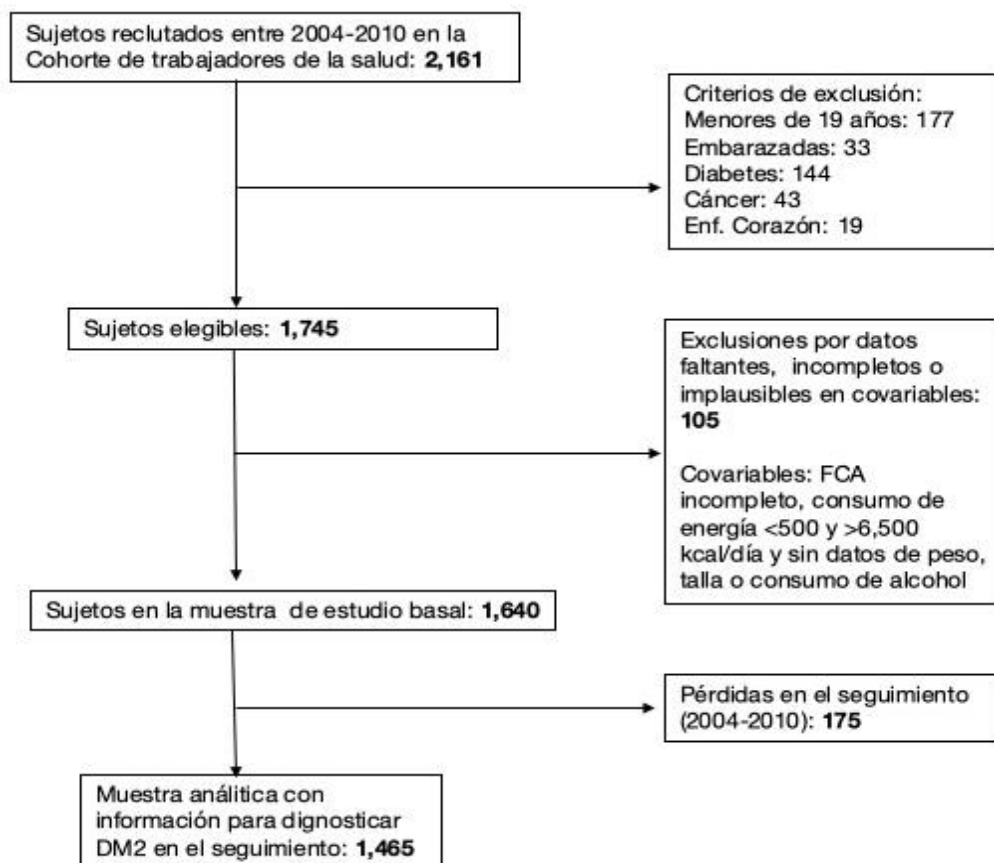 Sujetos reclutados entre 2004-2010 en la
Cohorte de trabajadores de la salud: 2,161
Criterios de exclusión:
Menores de 19 años: 177
Embarazadas: 33
Diabetes: 144
Cáncer: 43
Enf. Corazón: 19
Sujetos elegibles: 1,745
Exclusiones por datos
faltantes, incompletos o
implausibles en covariables:
105
Covariables: FCA
incompleto, consumo de
energía <500 y >6,500
kcal/día y sin datos de peso,
talla o consumo de alcohol
Sujetos en la muestra de estudio basal: 1,640
Pérdidas en el seguimiento
(2004-2010): 175
Muestra análitica con
información para dignosticar
DM2 en el seguimiento: 1,465